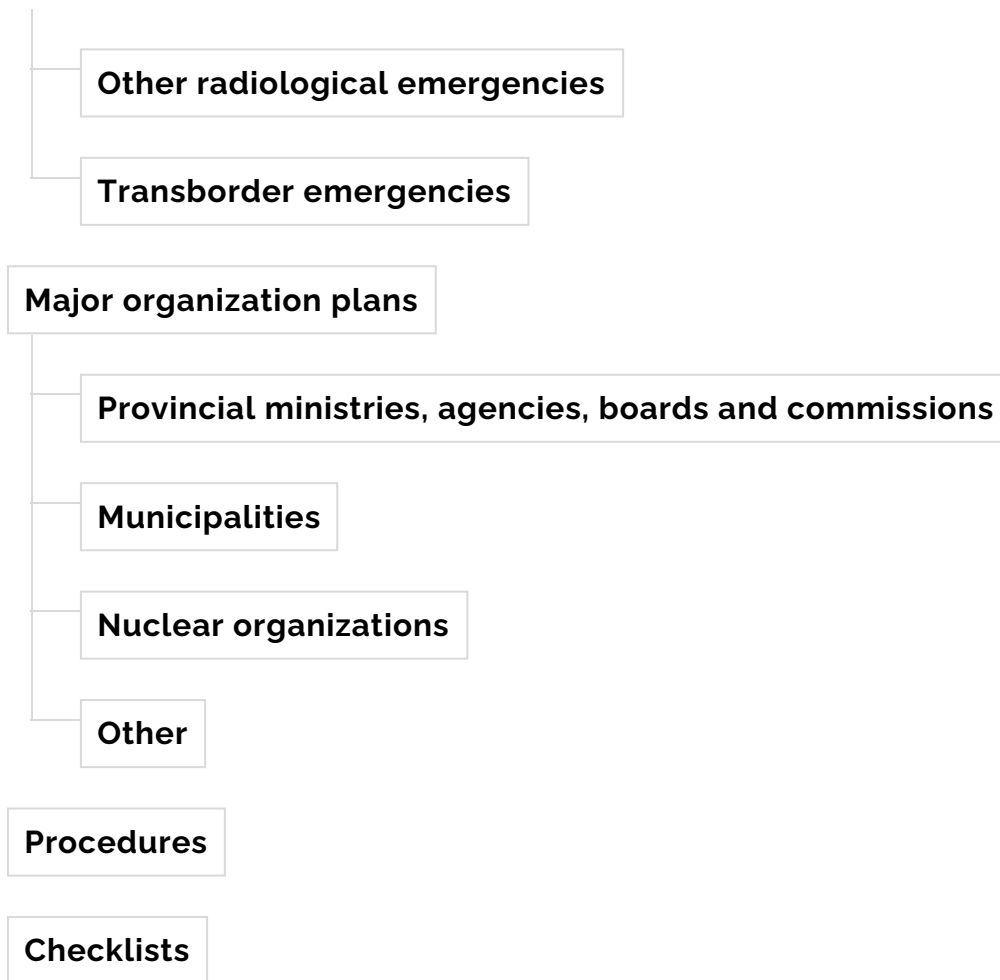 Other radiological emergencies
Transborder emergencies
Major organization plans
Provincial ministries, agencies, boards and commissions
Municipalities
Nuclear organizations
Other
Procedures
Checklists